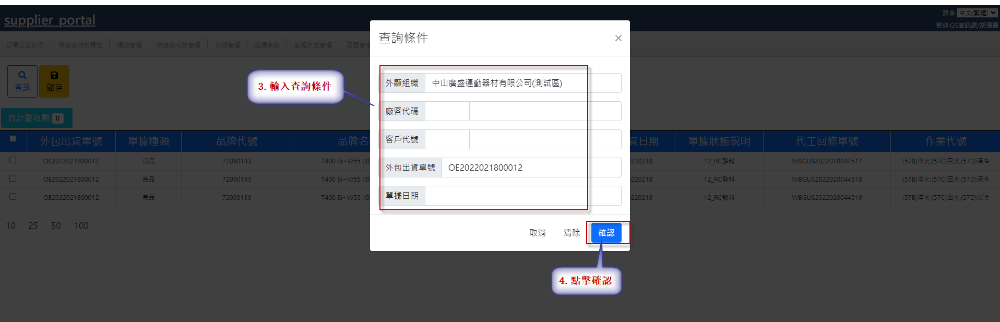 supplier_portal
語系 中文(繁體)
歡迎:GS資訊課/胡珊珊
訂單交貨狀況 供應商物料預估 帳款管理 供應商考核管理 交期管理 競標系統 製程外包管理 品質管理
查詢條件
查詢
儲存
合計點收數 0
3. 輸入查詢條件
外顯組織 中山廣盛運動器材有限公司(測試區)
廠客代碼
客戶代號
外包出貨單號 OE2022021800012
單據日期
取消 清除 確認
4. 點擊確認
外包出貨單號 單據種類 品牌代號 品牌名 貨日期 單據狀態說明 代工回修單號 作業代號
OE2022021800012 良品 72090133 T400 8i~W55 (i0 220218 12_RC發料 WBGUS2022020044517 (57B)淬火,(57C)回火,(57D)深冷
OE2022021800012 良品 72090133 T400 8i~W55 (i0 220218 12_RC發料 WBGUS2022020044518 (57B)淬火,(57C)回火,(57D)深冷
OE2022021800012 良品 72090133 T400 8i~W55 (i0 220218 12_RC發料 WBGUS2022020044519 (57B)淬火,(57C)回火,(57D)深冷
10 25 50 100